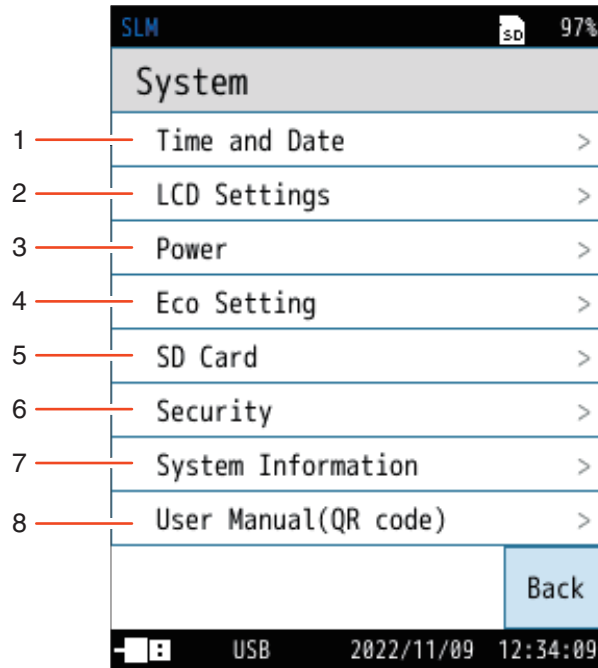 SLM SD 97%
System
1 Time and Date >
2 LCD Settings >
3 Power >
4 Eco Setting >
5 SD Card >
6 Security >
7 System Information >
8 User Manual(QR code) >
Back
USB 2022/11/09 12:34:09